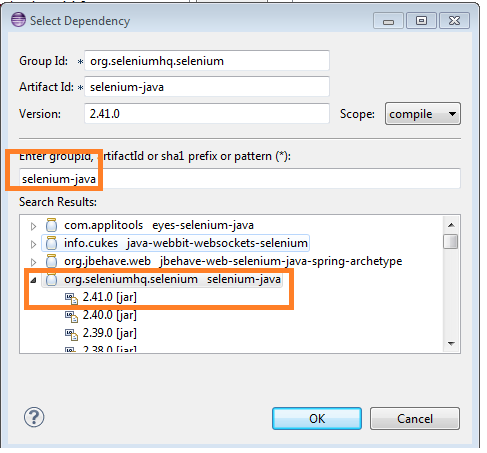 Select Dependency
Group Id: * org.seleniumhq.selenium
Artifact Id: * selenium-java
Version: 2.41.0 Scope: compile
Enter groupId, artifactId or sha1 prefix or pattern (*):
selenium-java
Search Results:
com.applitools eyes-selenium-java
info.cukes java-webbit-websockets-selenium
org.jbehave.web jbehave-web-selenium-java-spring-archetype
org.seleniumhq.selenium selenium-java
2.41.0 [jar]
2.40.0 [jar]
2.39.0 [jar]
2.38.0 [jar]
? OK Cancel